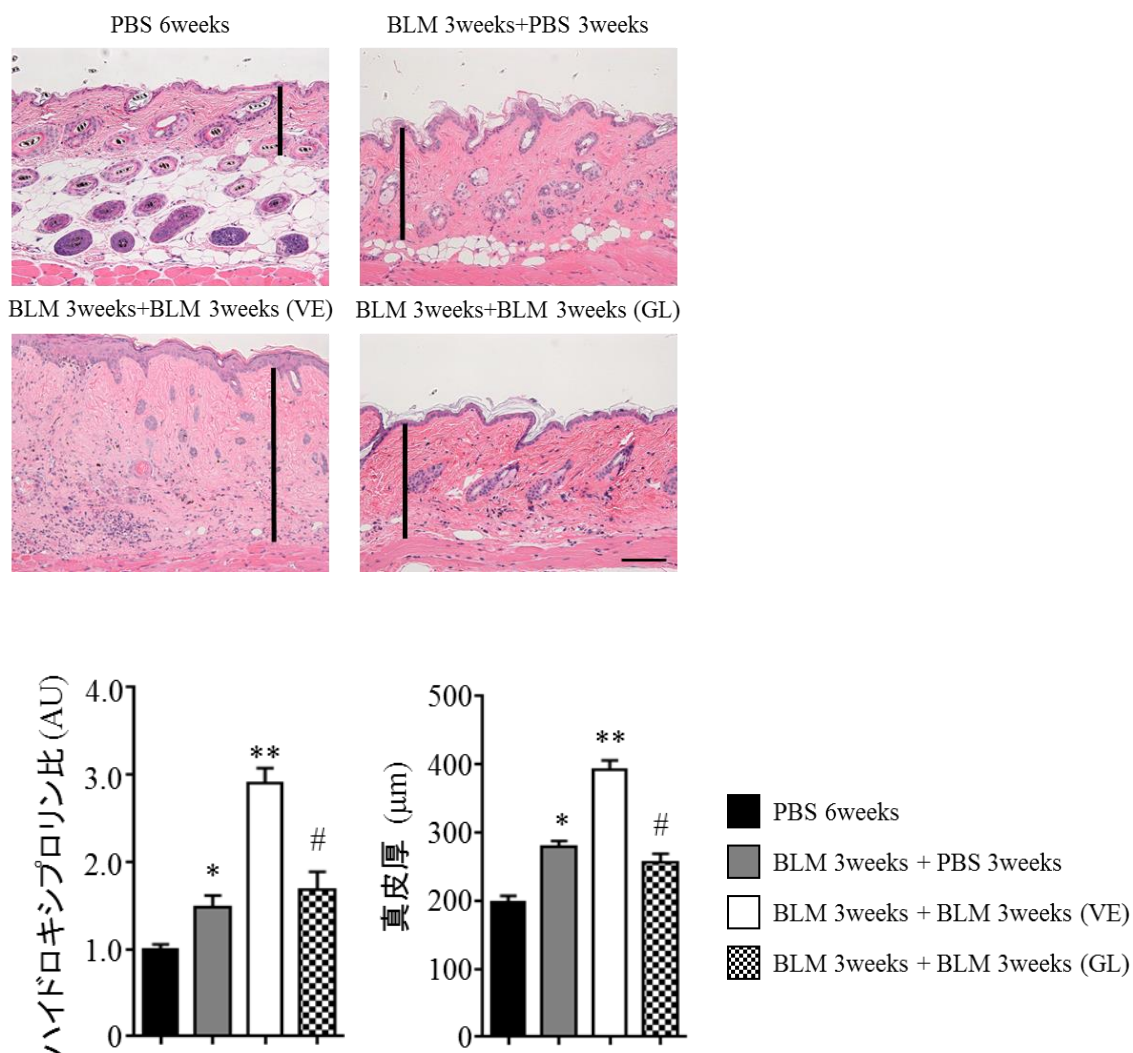 PBS 6weeks
BLM 3weeks+PBS 3weeks
BLM 3weeks+BLM 3weeks (VE)
BLM 3weeks+BLM 3weeks (GL)
ハイドロキシプロリン比 (AU)
4.0
3.0
2.0
1.0
0
*
**
#
真皮厚 (μm)
500
400
300
200
100
0
*
**
#
PBS 6weeks
BLM 3weeks + PBS 3weeks
BLM 3weeks + BLM 3weeks (VE)
BLM 3weeks + BLM 3weeks (GL)